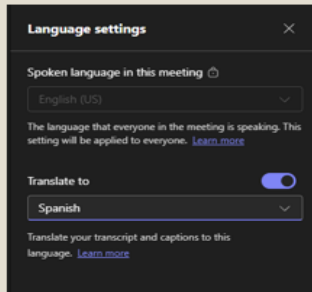 Language settings
Spoken language in this meeting
English (US)
The language that everyone in the meeting is speaking. This
setting will be applied to everyone. Learn more
Translate to
Spanish
Translate your transcript and captions to this
language. Learn more